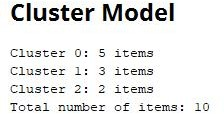 Cluster Model
Cluster 0: 5 items
Cluster 1: 3 items
Cluster 2: 2 items
Total number of items: 10